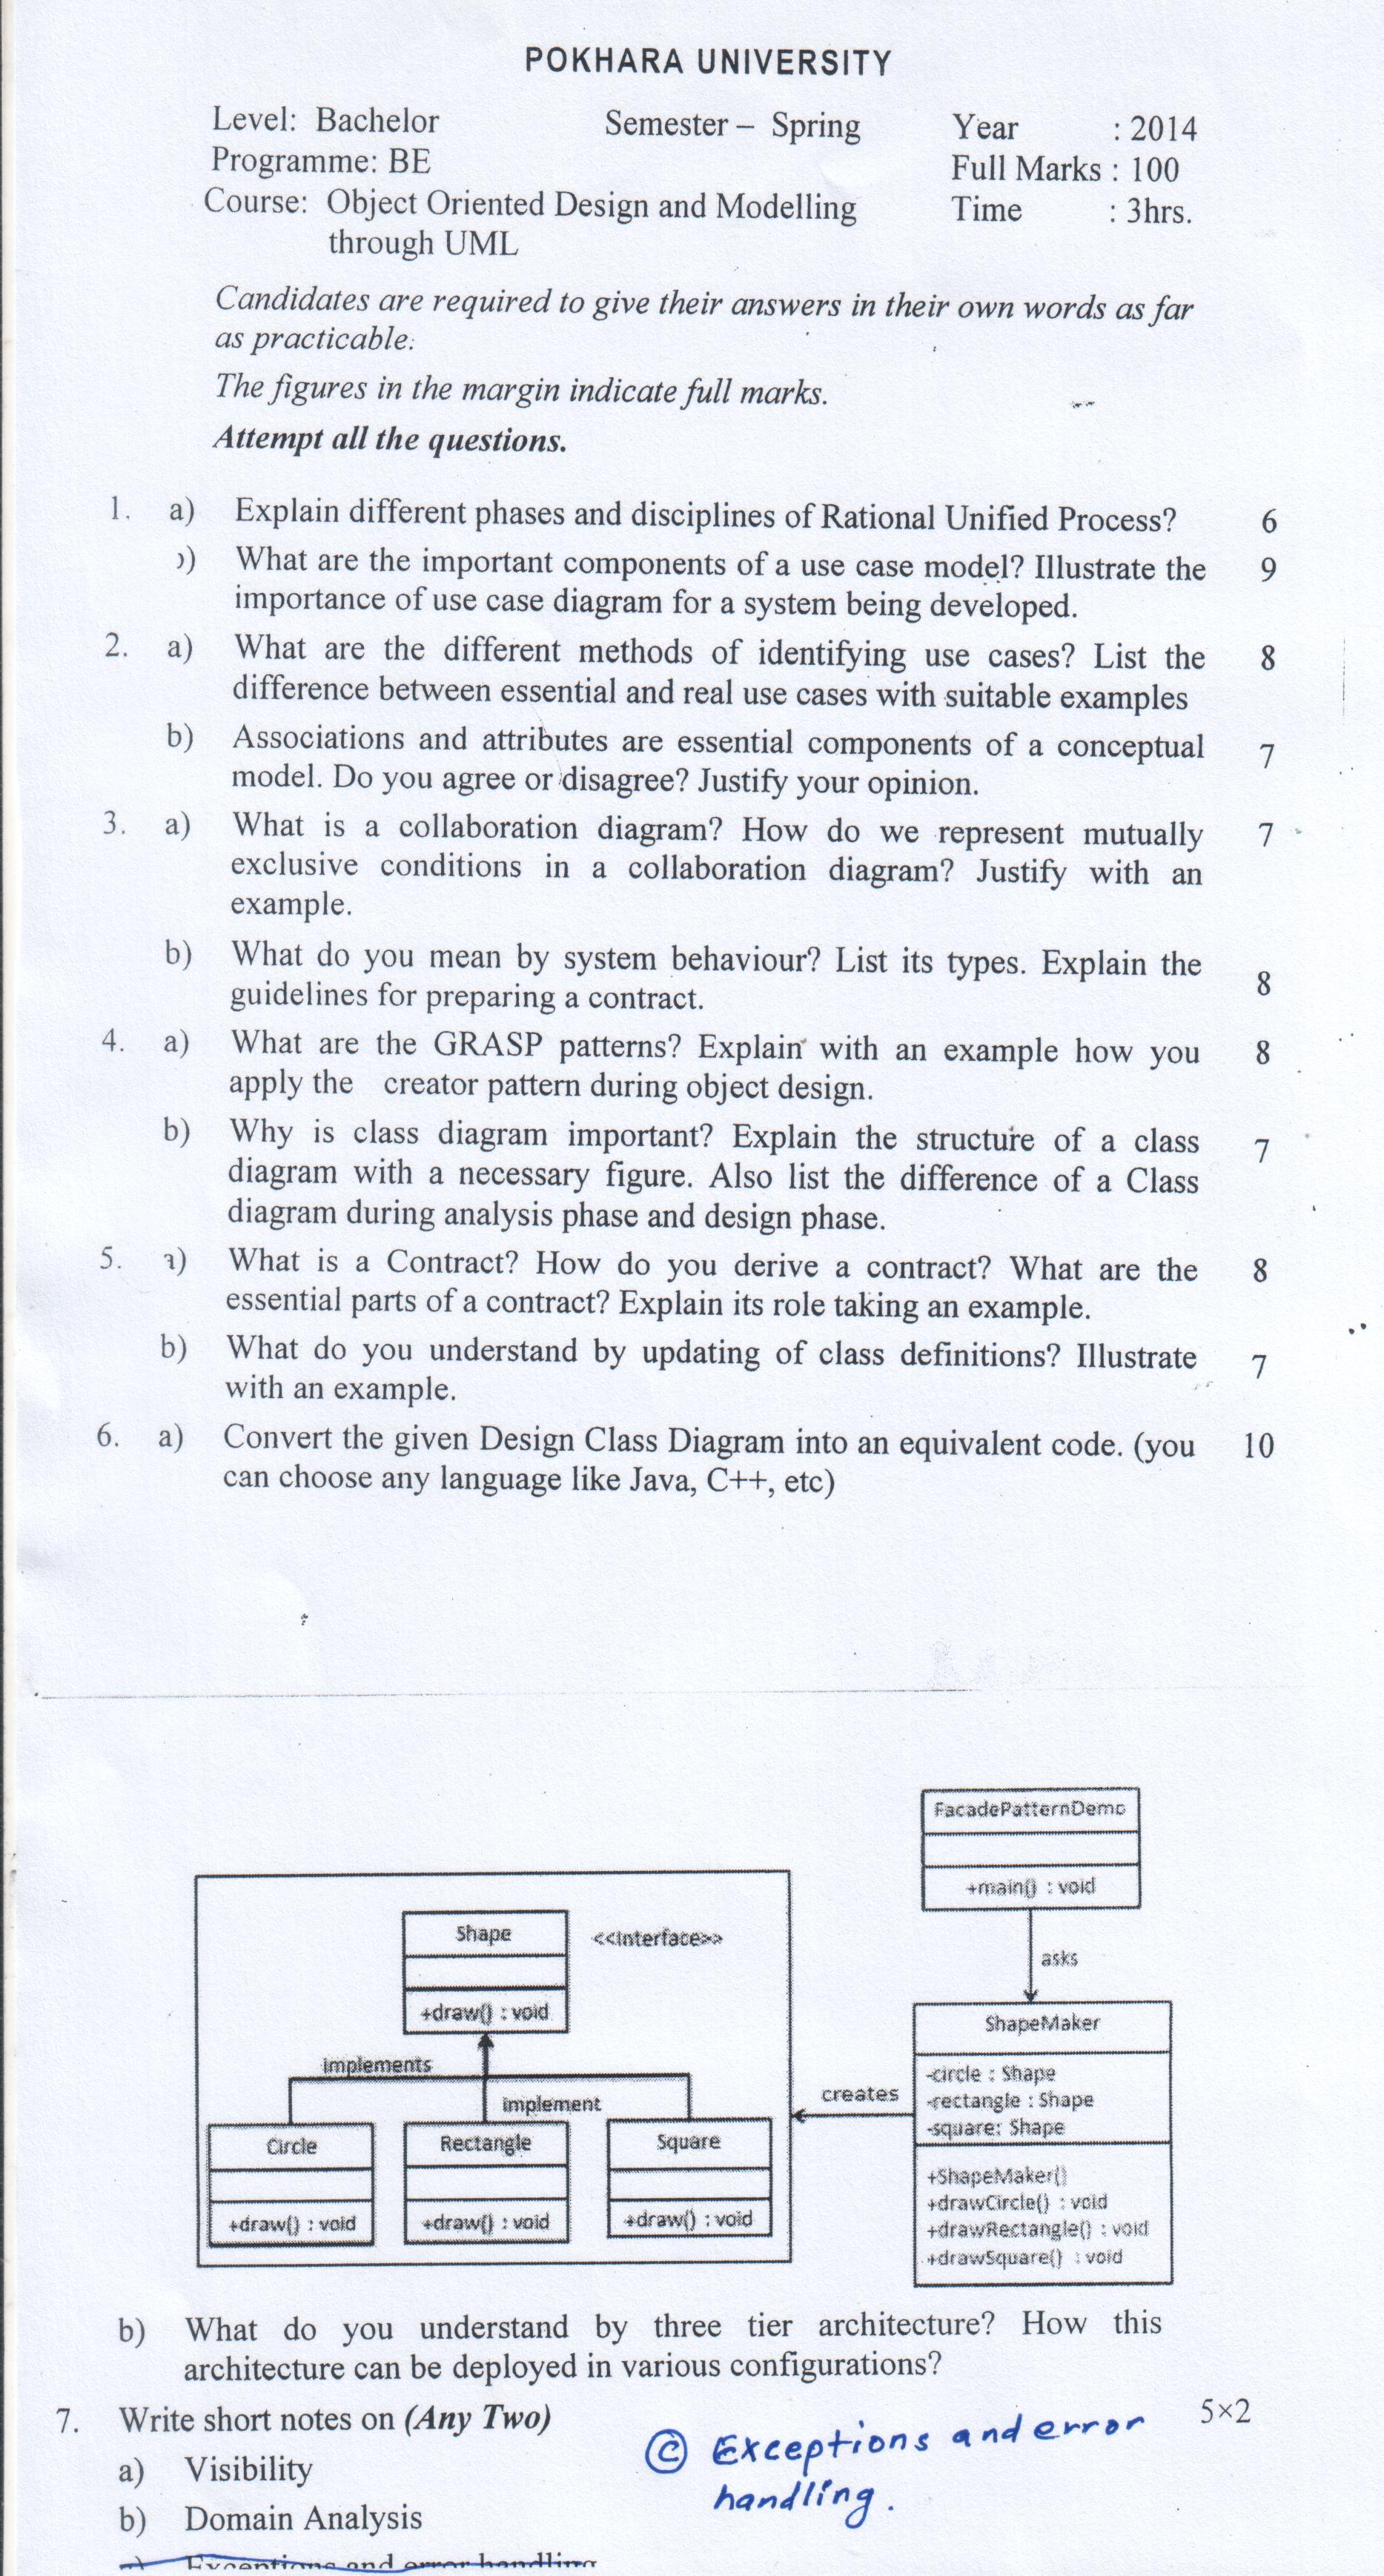 POKHARA UNIVERSITY
Level: Bachelor Semester – Spring Year : 2014
Programme: BE Full Marks : 100
Course: Object Oriented Design and Modelling Time : 3hrs.
through UML
Candidates are required to give their answers in their own words as far
as practicable.
The figures in the margin indicate full marks.
Attempt all the questions.
1. a) Explain different phases and disciplines of Rational Unified Process? 6
) What are the important components of a use case model? Illustrate the 9
importance of use case diagram for a system being developed.
2. a) What are the different methods of identifying use cases? List the 8
difference between essential and real use cases with suitable examples
b) Associations and attributes are essential components of a conceptual 7
model. Do you agree or disagree? Justify your opinion.
3. a) What is a collaboration diagram? How do we represent mutually 7
exclusive conditions in a collaboration diagram? Justify with an
example.
b) What do you mean by system behaviour? List its types. Explain the 8
guidelines for preparing a contract.
4. a) What are the GRASP patterns? Explain with an example how you 8
apply the creator pattern during object design.
b) Why is class diagram important? Explain the structure of a class 7
diagram with a necessary figure. Also list the difference of a Class
diagram during analysis phase and design phase.
5. a) What is a Contract? How do you derive a contract? What are the 8
essential parts of a contract? Explain its role taking an example.
b) What do you understand by updating of class definitions? Illustrate 7
with an example.
6. a) Convert the given Design Class Diagram into an equivalent code. (you 10
can choose any language like Java, C++, etc)
FacadePatternDemo
+main() : void
asks
Shape
<<Interface>>
+draw() : void
implements
implement
Circle
+draw() : void
Rectangle
+draw() : void
Square
+draw() : void
creates
ShapeMaker
-circle : Shape
-rectangle : Shape
-square: Shape
+ShapeMaker()
+drawCircle() : void
+drawRectangle() : void
+drawSquare() : void
b) What do you understand by three tier architecture? How this
architecture can be deployed in various configurations?
7. Write short notes on (Any Two) 5×2
a) Visibility
b) Domain Analysis
Exceptions and error handling
© Exceptions and error
handling.